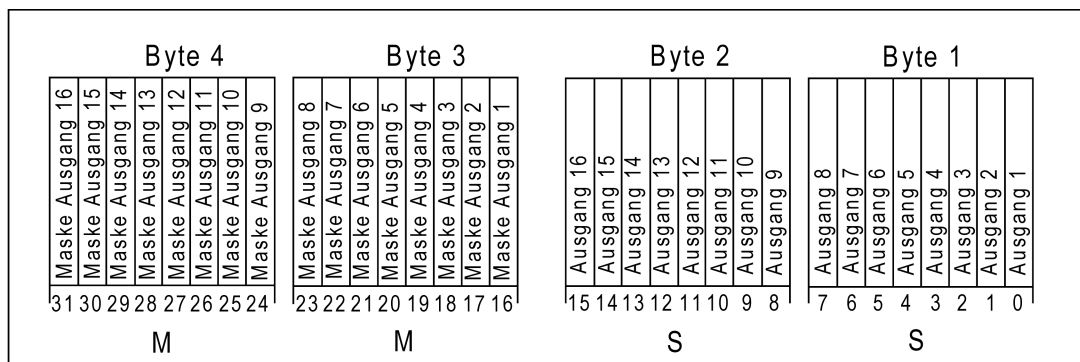 Byte 4
Byte 3
Byte 2
Byte 1
Maske Ausgang 16
Maske Ausgang 15
Maske Ausgang 14
Maske Ausgang 13
Maske Ausgang 12
Maske Ausgang 11
Maske Ausgang 10
Maske Ausgang 9
Maske Ausgang 8
Maske Ausgang 7
Maske Ausgang 6
Maske Ausgang 5
Maske Ausgang 4
Maske Ausgang 3
Maske Ausgang 2
Maske Ausgang 1
Ausgang 16
Ausgang 15
Ausgang 14
Ausgang 13
Ausgang 12
Ausgang 11
Ausgang 10
Ausgang 9
Ausgang 8
Ausgang 7
Ausgang 6
Ausgang 5
Ausgang 4
Ausgang 3
Ausgang 2
Ausgang 1
31 30 29 28 27 26 25 24
23 22 21 20 19 18 17 16
15 14 13 12 11 10 9 8
7 6 5 4 3 2 1 0
M
M
S
S